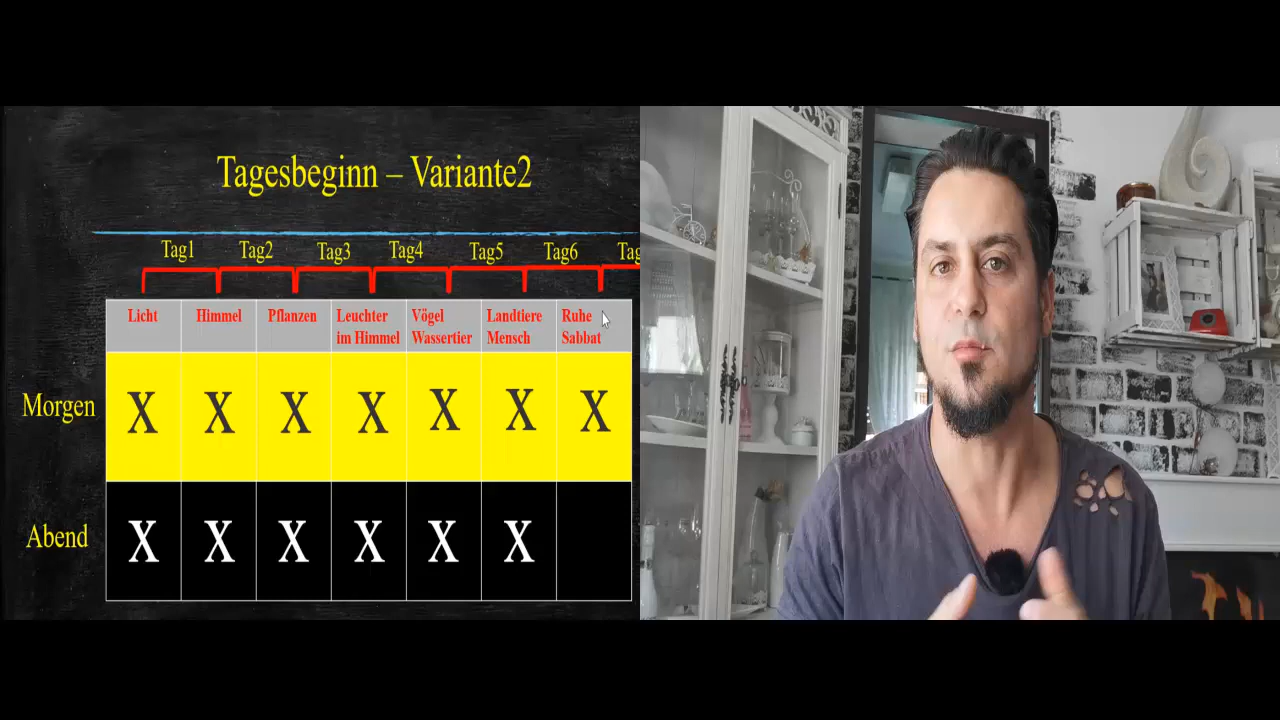 Tagesbeginn – Variante2
Tag1 Tag2 Tag3 Tag4 Tag5 Tag6 Tag
Licht Himmel Pflanzen Leuchter im Himmel Vögel Wassertier Landtiere Mensch Ruhe Sabbat
Morgen X X X X X X X
Abend X X X X X X